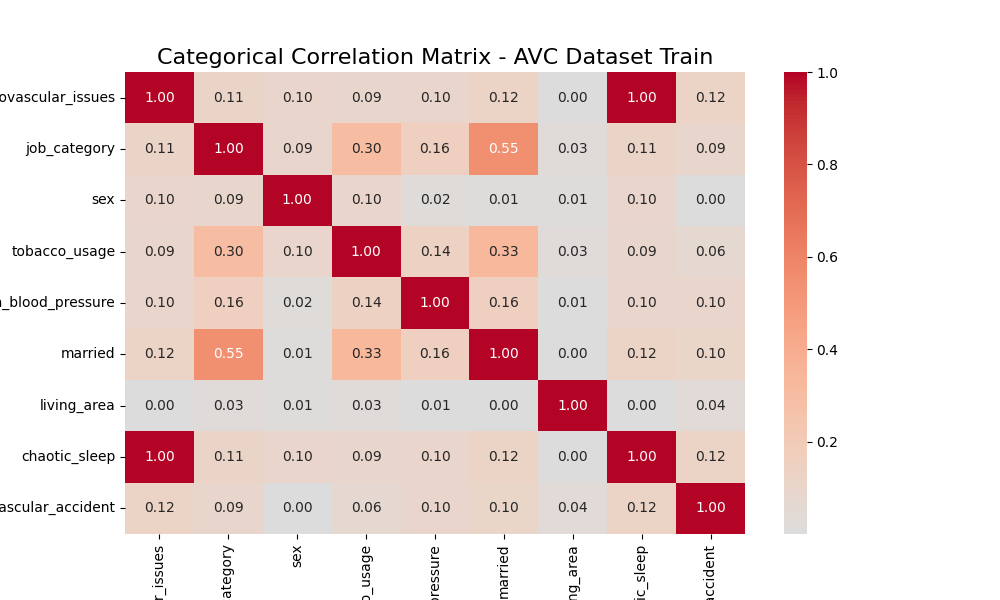 Categorical Correlation Matrix - AVC Dataset Train
ovascular_issues 1.00 0.11 0.10 0.09 0.10 0.12 0.00 1.00 0.12
job_category 0.11 1.00 0.09 0.30 0.16 0.55 0.03 0.11 0.09
sex 0.10 0.09 1.00 0.10 0.02 0.01 0.01 0.10 0.00
tobacco_usage 0.09 0.30 0.10 1.00 0.14 0.33 0.03 0.09 0.06
_blood_pressure 0.10 0.16 0.02 0.14 1.00 0.16 0.01 0.10 0.10
married 0.12 0.55 0.01 0.33 0.16 1.00 0.00 0.12 0.10
living_area 0.00 0.03 0.01 0.03 0.01 0.00 1.00 0.00 0.04
chaotic_sleep 1.00 0.11 0.10 0.09 0.10 0.12 0.00 1.00 0.12
ascular_accident 0.12 0.09 0.00 0.06 0.10 0.10 0.04 0.12 1.00
r_issues
ategory
sex
o_usage
pressure
married
ng_area
ic_sleep
accident
1.0
0.8
0.6
0.4
0.2